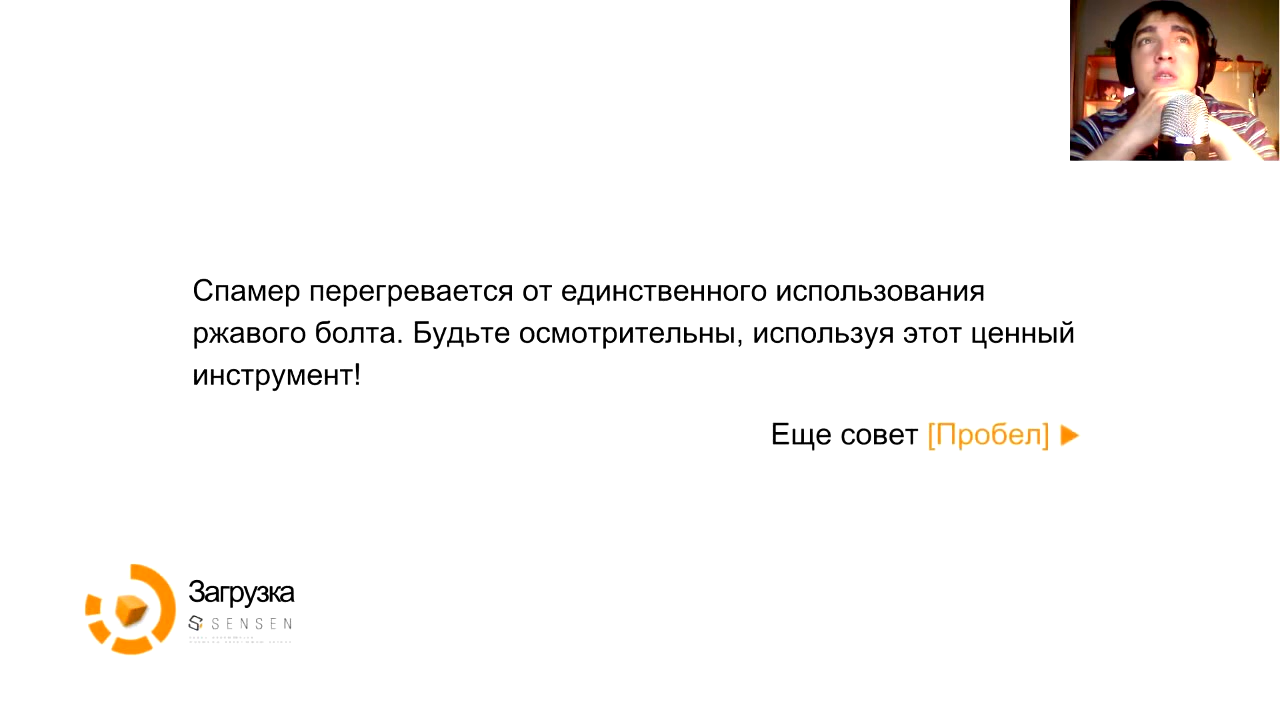 Спамер перегревается от единственного использования
ржавого болта. Будьте осмотрительны, используя этот ценный
инструмент!
Еще совет [Пробел]
Загрузка
SENSEN